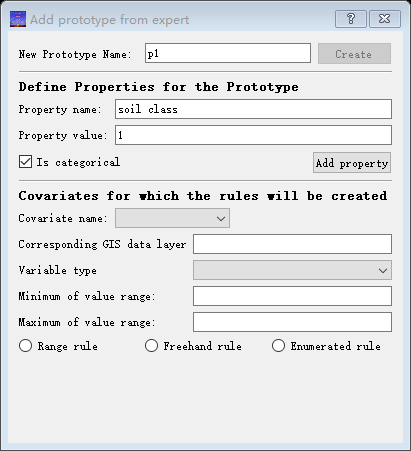 Add prototype from expert
New Prototype Name: p1 Create
Define Properties for the Prototype
Property name: soil class
Property value: 1
Is categorical Add property
Covariates for which the rules will be created
Covariate name:
Corresponding GIS data layer
Variable type
Minimum of value range:
Maximum of value range:
Range rule Freehand rule Enumerated rule